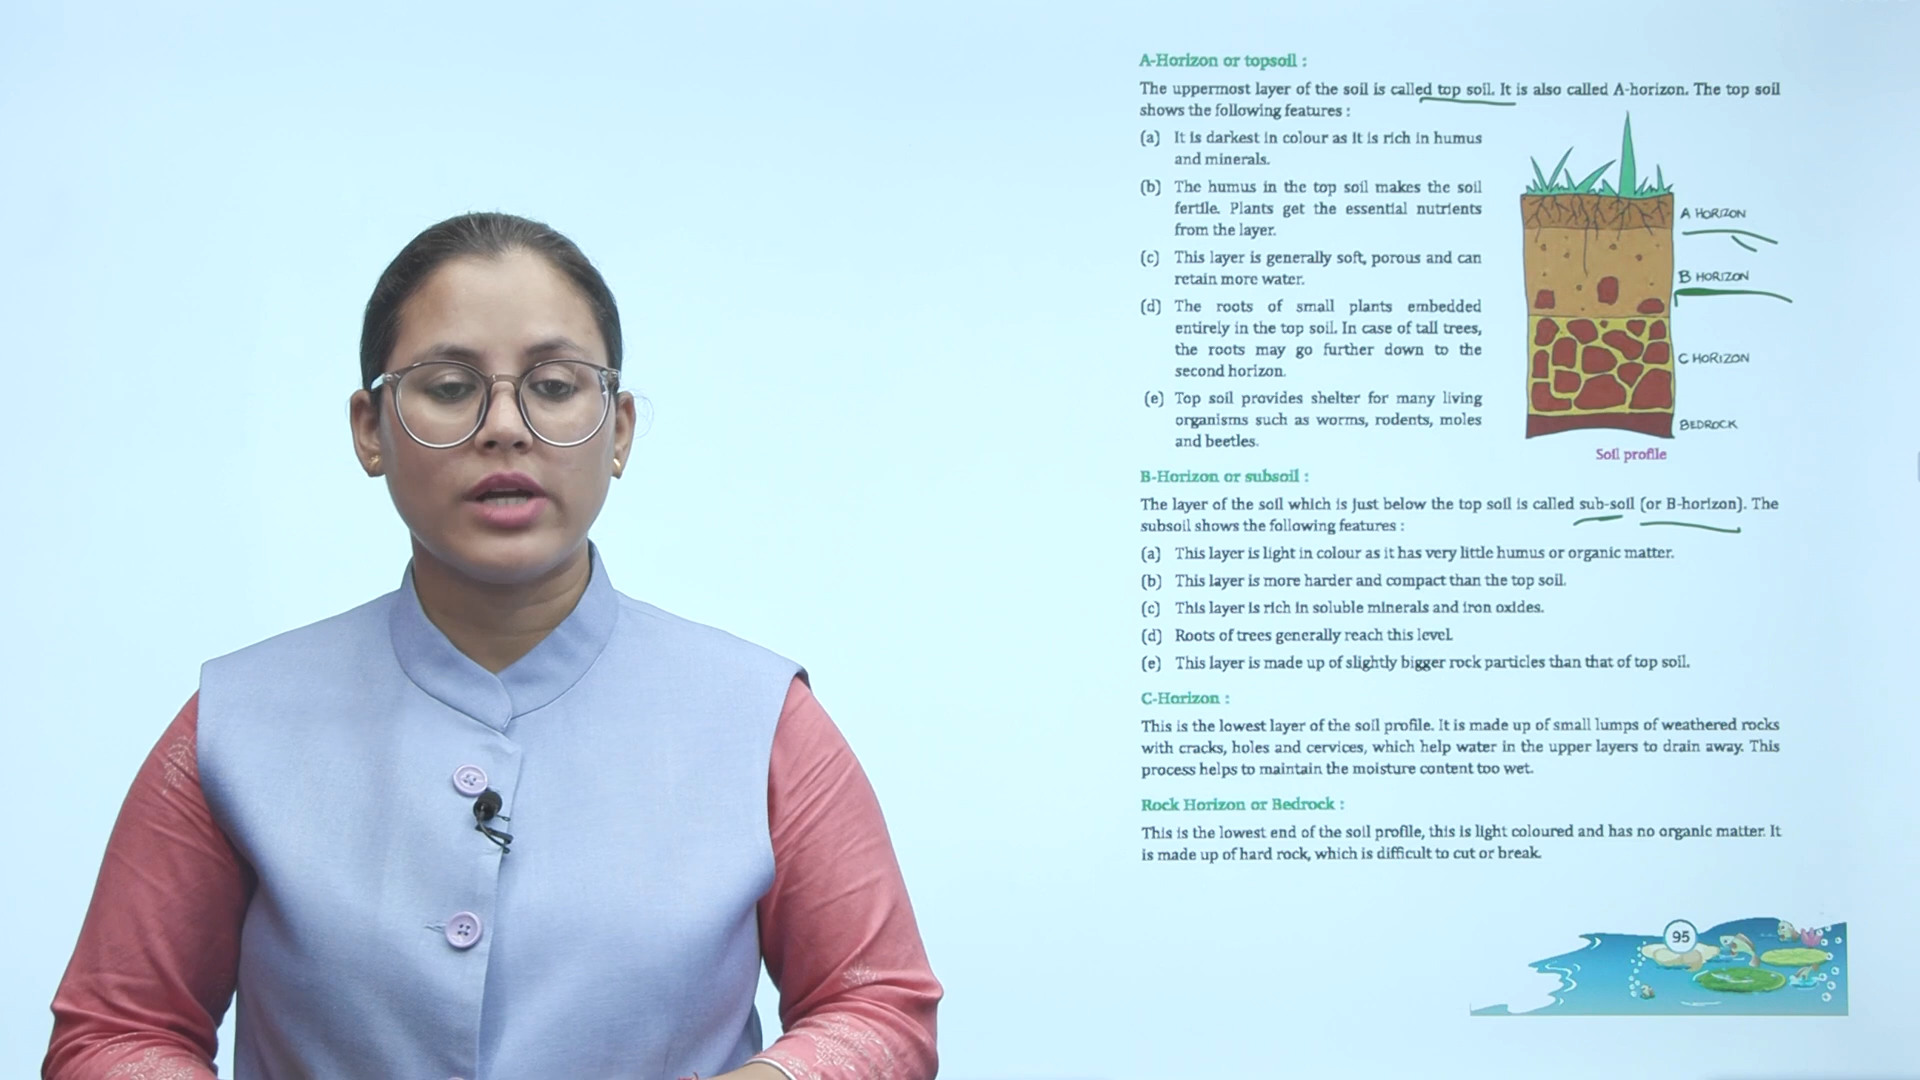 A-Horizon or topsoil :
The uppermost layer of the soil is called top soil. It is also called A-horizon. The top soil
shows the following features :
(a) It is darkest in colour as it is rich in humus
and minerals.
(b) The humus in the top soil makes the soil
fertile. Plants get the essential nutrients
from the layer.
(c) This layer is generally soft, porous and can
retain more water.
(d) The roots of small plants embedded
entirely in the top soil. In case of tall trees,
the roots may go further down to the
second horizon.
(e) Top soil provides shelter for many living
organisms such as worms, rodents, moles
and beetles.
A HORIZON
B HORIZON
C HORIZON
BEDROCK
Soil profile
B-Horizon or subsoil :
The layer of the soil which is just below the top soil is called sub-soil (or B-horizon). The
subsoil shows the following features :
(a) This layer is light in colour as it has very little humus or organic matter.
(b) This layer is more harder and compact than the top soil.
(c) This layer is rich in soluble minerals and iron oxides.
(d) Roots of trees generally reach this level.
(e) This layer is made up of slightly bigger rock particles than that of top soil.
C-Horizon :
This is the lowest layer of the soil profile. It is made up of small lumps of weathered rocks
with cracks, holes and cervices, which help water in the upper layers to drain away. This
process helps to maintain the moisture content too wet.
Rock Horizon or Bedrock :
This is the lowest end of the soil profile, this is light coloured and has no organic matter. It
is made up of hard rock, which is difficult to cut or break.
95